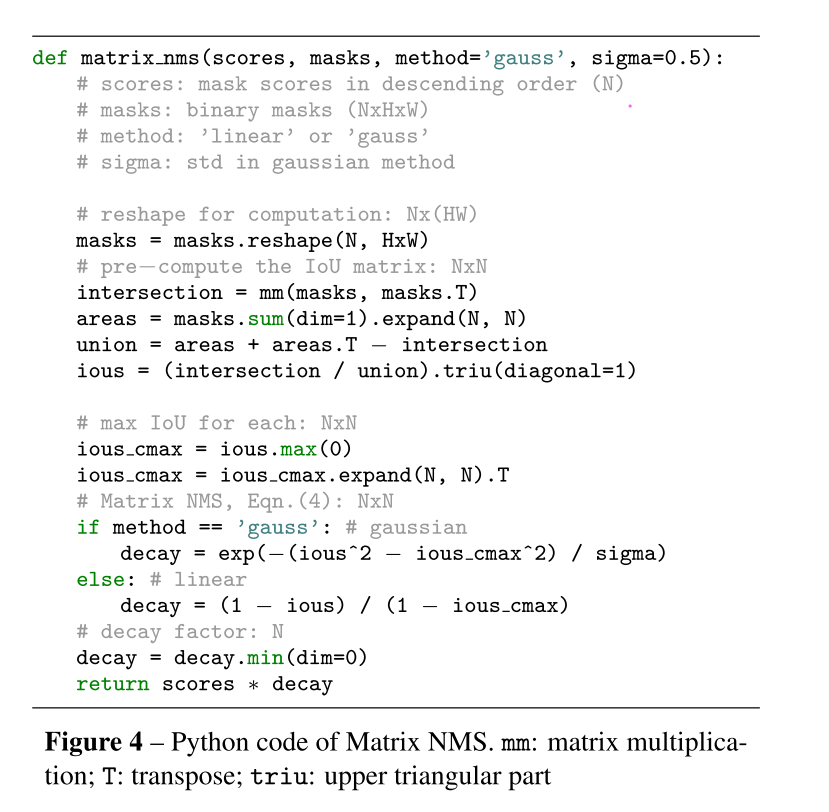 def matrix_nms(scores, masks, method='gauss', sigma=0.5):
# scores: mask scores in descending order (N)
# masks: binary masks (NxHxW)
# method: 'linear' or 'gauss'
# sigma: std in gaussian method
# reshape for computation: Nx(HW)
masks = masks.reshape(N, HxW)
# pre−compute the IoU matrix: NxN
intersection = mm(masks, masks.T)
areas = masks.sum(dim=1).expand(N, N)
union = areas + areas.T − intersection
ious = (intersection / union).triu(diagonal=1)
# max IoU for each: NxN
ious_cmax = ious.max(0)
ious_cmax = ious_cmax.expand(N, N).T
# Matrix NMS, Eqn.(4): NxN
if method == 'gauss': # gaussian
decay = exp(−(ious^2 − ious_cmax^2) / sigma)
else: # linear
decay = (1 − ious) / (1 − ious_cmax)
# decay factor: N
decay = decay.min(dim=0)
return scores * decay
Figure 4 – Python code of Matrix NMS. mm: matrix multiplica-
tion; T: transpose; triu: upper triangular part